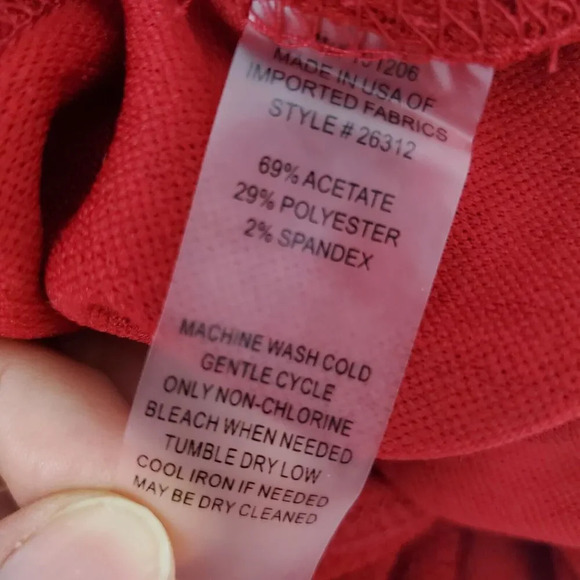 MADE IN USA OF
IMPORTED FABRICS
STYLE # 26312
69% ACETATE
29% POLYESTER
2% SPANDEX
MACHINE WASH COLD
GENTLE CYCLE
ONLY NON-CHLORINE
BLEACH WHEN NEEDED
TUMBLE DRY LOW
COOL IRON IF NEEDED
MAY BE DRY CLEANED